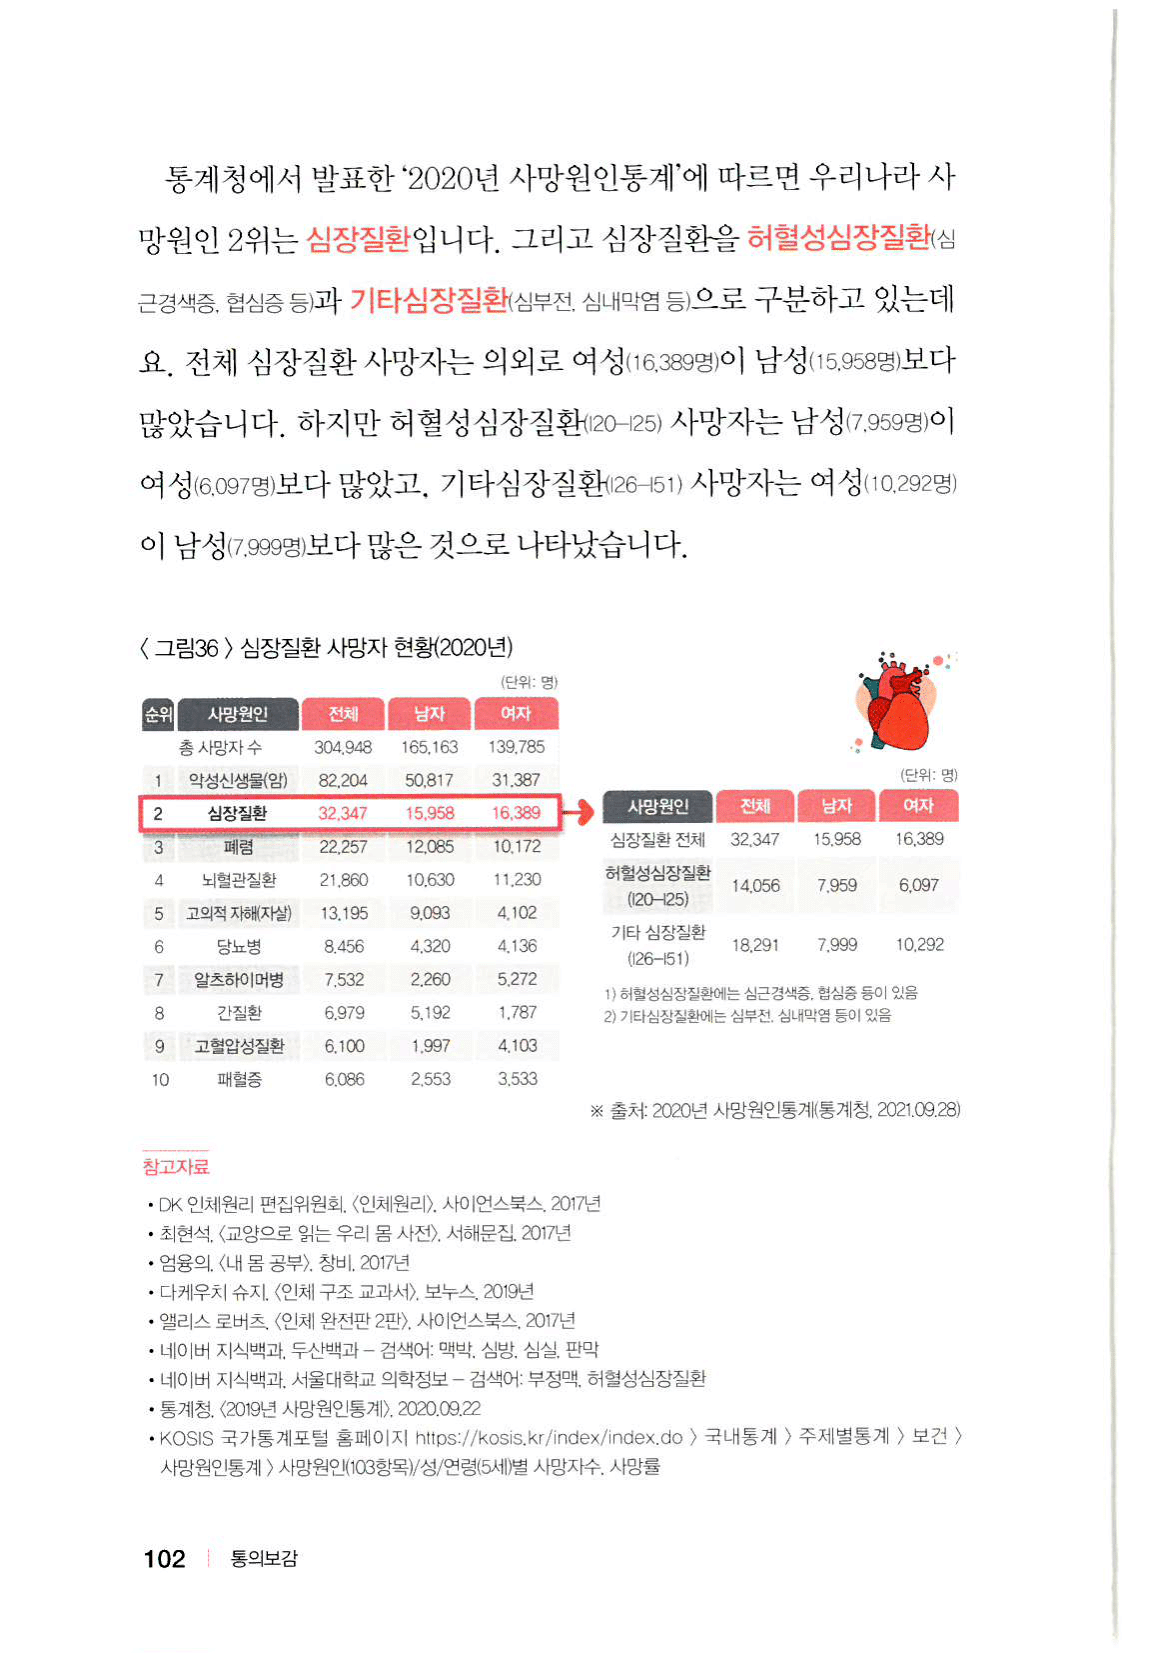 통계청에서 발표한 ‘2020년 사망원인통계’에 따르면 우리나라 사
망원인 2위는 심장질환입니다. 그리고 심장질환을 허혈성심장질환(심
근경색증, 협심증 등)과 기타심장질환(심부전, 심내막염 등)으로 구분하고 있는데
요. 전체 심장질환 사망자는 의외로 여성(16,389명)이 남성(15,958명)보다
많았습니다. 하지만 허혈성심장질환(I20–I25) 사망자는 남성(7,959명)이
여성(6,097명)보다 많았고, 기타심장질환(I26–I51) 사망자는 여성(10,292명)
이 남성(7,999명)보다 많은 것으로 나타났습니다.
〈 그림36 〉 심장질환 사망자 현황(2020년)
(단위: 명)
순위 사망원인 전체 남자 여자
총 사망자 수 304,948 165,163 139,785
1 악성신생물(암) 82,204 50,817 31,387
2 심장질환 32,347 15,958 16,389
3 폐렴 22,257 12,085 10,172
4 뇌혈관질환 21,860 10,630 11,230
5 고의적 자해(자살) 13,195 9,093 4,102
6 당뇨병 8,456 4,320 4,136
7 알츠하이머병 7,532 2,260 5,272
8 간질환 6,979 5,192 1,787
9 고혈압성질환 6,100 1,997 4,103
10 패혈증 6,086 2,553 3,533
(단위: 명)
사망원인 전체 남자 여자
심장질환 전체 32,347 15,958 16,389
허혈성심장질환
(I20–I25) 14,056 7,959 6,097
기타 심장질환
(I26–I51) 18,291 7,999 10,292
1) 허혈성심장질환에는 심근경색증, 협심증 등이 있음
2) 기타심장질환에는 심부전, 심내막염 등이 있음
※ 출처: 2020년 사망원인통계(통계청, 2021.09.28)
참고자료
• DK 인체원리 편집위원회, 〈인체원리〉, 사이언스북스, 2017년
• 최현석, 〈교양으로 읽는 우리 몸 사전〉, 서해문집, 2017년
• 엄융의, 〈내 몸 공부〉, 창비, 2017년
• 다케우치 슈지, 〈인체 구조 교과서〉, 보누스, 2019년
• 앨리스 로버츠, 〈인체 완전판 2판〉, 사이언스북스, 2017년
• 네이버 지식백과, 두산백과 – 검색어: 맥박, 심방, 심실, 판막
• 네이버 지식백과, 서울대학교 의학정보 – 검색어: 부정맥, 허혈성심장질환
• 통계청, 〈2019년 사망원인통계〉, 2020.09.22
• KOSIS 국가통계포털 홈페이지 https://kosis.kr/index/index.do 〉 국내통계 〉 주제별통계 〉 보건 〉
사망원인통계 〉 사망원인(103항목)/성/연령(5세)별 사망자수, 사망률
102 | 통의보감